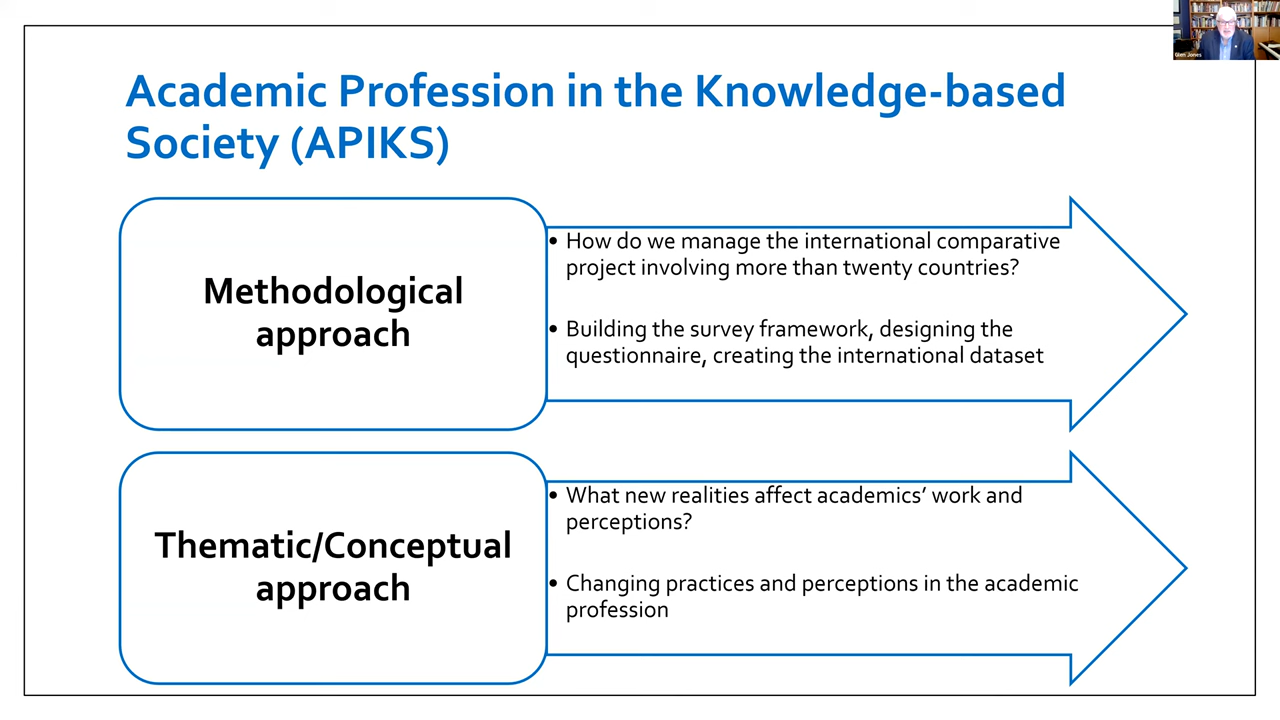 Glen Jones
Academic Profession in the Knowledge-based
Society (APIKS)
Methodological
approach
• How do we manage the international comparative
project involving more than twenty countries?
• Building the survey framework, designing the
questionnaire, creating the international dataset
Thematic/Conceptual
approach
• What new realities affect academics’ work and
perceptions?
• Changing practices and perceptions in the academic
profession